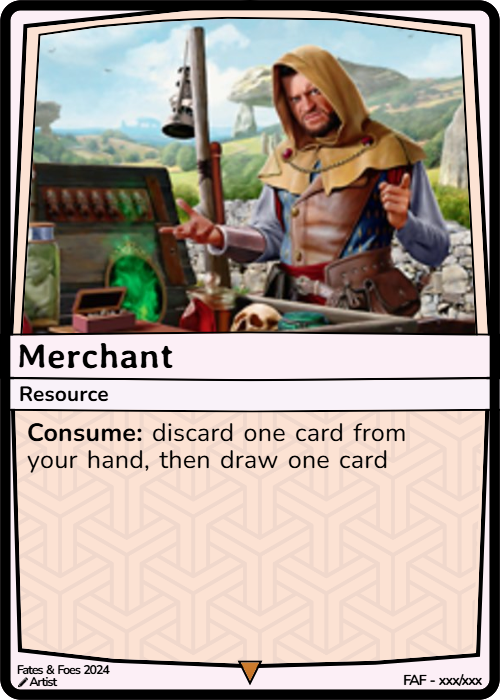 Merchant
Resource
Consume: discard one card from
your hand, then draw one card
Fates & Foes 2024
Artist
FAF - xxx/xxx